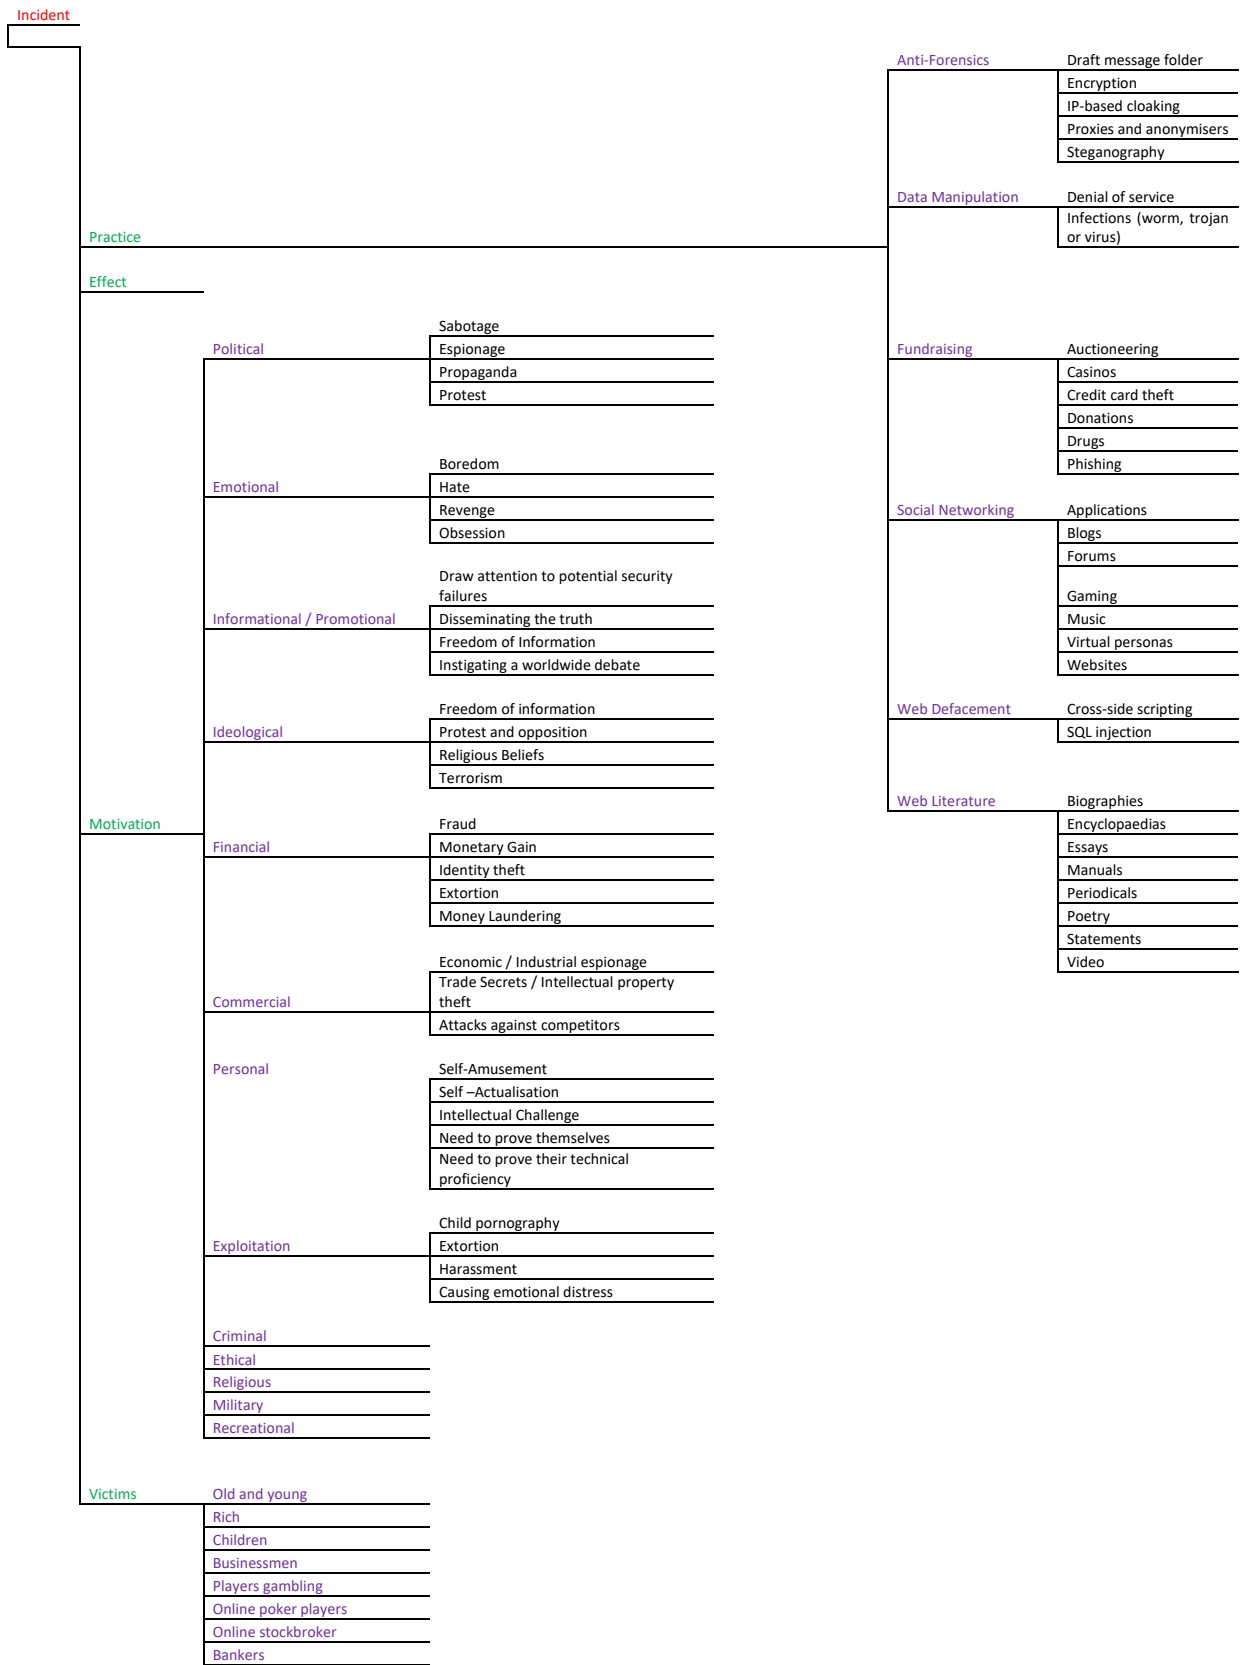 Incident
Anti-Forensics
Draft message folder
Encryption
IP-based cloaking
Proxies and anonymisers
Steganography
Data Manipulation
Denial of service
Infections (worm, trojan
or virus)
Practice
Effect
Fundraising
Auctioneering
Casinos
Credit card theft
Donations
Drugs
Phishing
Social Networking
Applications
Blogs
Forums
Gaming
Music
Virtual personas
Websites
Web Defacement
Cross-side scripting
SQL injection
Web Literature
Biographies
Encyclopaedias
Essays
Manuals
Periodicals
Poetry
Statements
Video
Motivation
Political
Sabotage
Espionage
Propaganda
Protest
Emotional
Boredom
Hate
Revenge
Obsession
Informational / Promotional
Draw attention to potential security
failures
Disseminating the truth
Freedom of Information
Instigating a worldwide debate
Ideological
Freedom of information
Protest and opposition
Religious Beliefs
Terrorism
Financial
Fraud
Monetary Gain
Identity theft
Extortion
Money Laundering
Commercial
Economic / Industrial espionage
Trade Secrets / Intellectual property
theft
Attacks against competitors
Personal
Self-Amusement
Self –Actualisation
Intellectual Challenge
Need to prove themselves
Need to prove their technical
proficiency
Exploitation
Child pornography
Extortion
Harassment
Causing emotional distress
Criminal
Ethical
Religious
Military
Recreational
Victims
Old and young
Rich
Children
Businessmen
Players gambling
Online poker players
Online stockbroker
Bankers